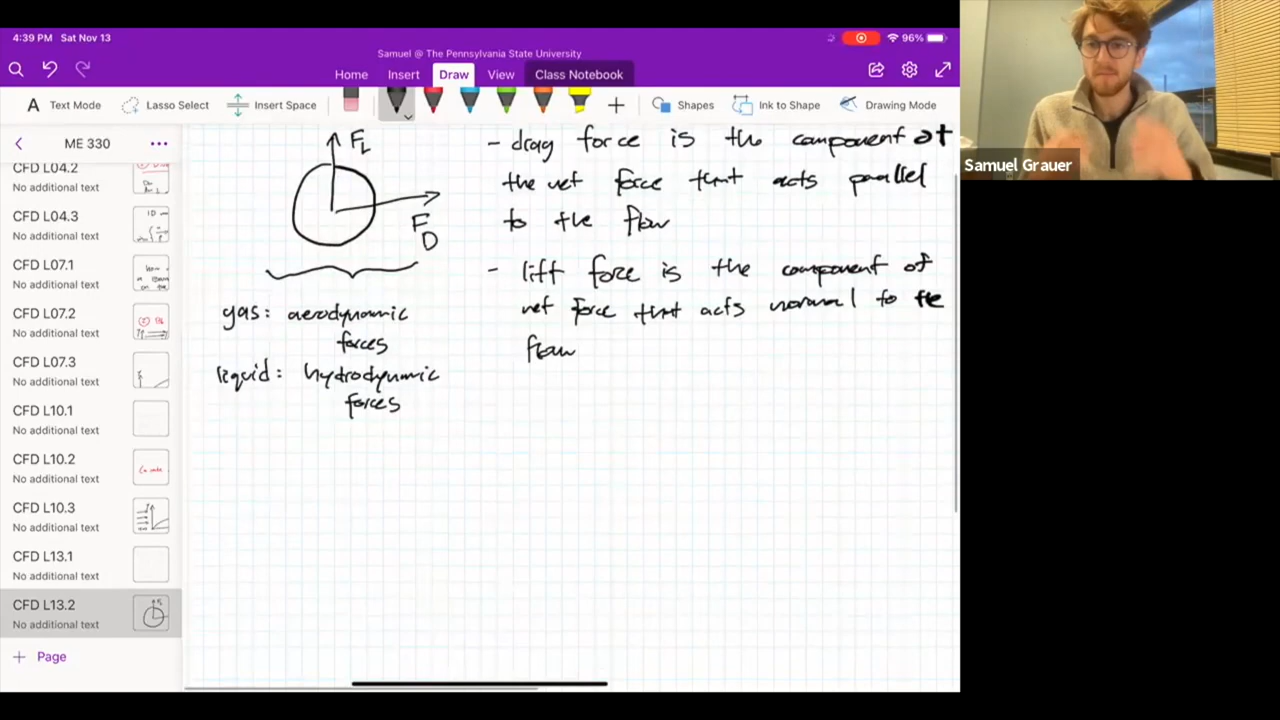 4:39 PM Sat Nov 13
96%
Samuel @ The Pennsylvania State University
Home Insert Draw View Class Notebook
A Text Mode Lasso Select Insert Space + Shapes Ink to Shape Drawing Mode
ME 330
CFD L04.2
No additional text
CFD L04.3
No additional text
CFD L07.1
No additional text
CFD L07.2
No additional text
CFD L07.3
No additional text
CFD L10.1
No additional text
CFD L10.2
No additional text
CFD L10.3
No additional text
CFD L13.1
No additional text
CFD L13.2
No additional text
+ Page
FL
FD
gas: aerodynamic
forces
liquid: hydrodynamic
forces
- drag force is the component of
the net force that acts parallel
to the flow
- lift force is the component of
net force that acts normal to the
flow
Samuel Grauer